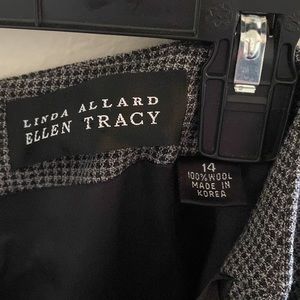 LINDA ALLARD
ELLEN TRACY
14
100% WOOL
MADE IN
KOREA